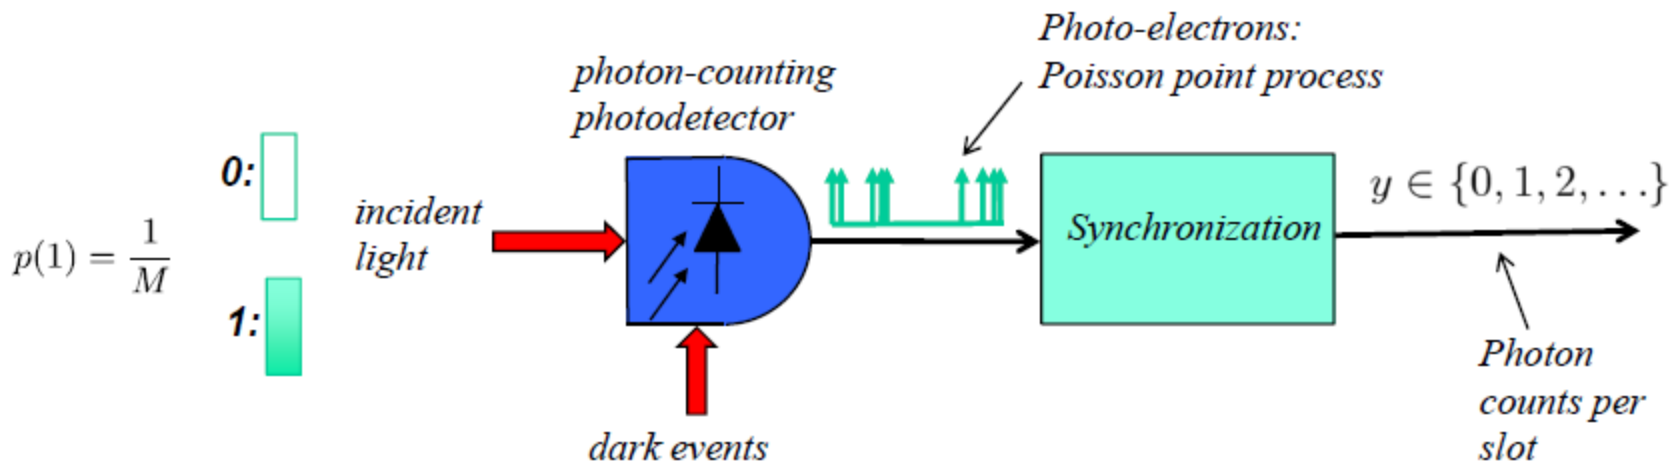 Photo-electrons:
Poisson point process
photon-counting
photodetector
0:
incident
light
p(1) = 1/M
1:
Synchronization
y ∈ {0, 1, 2, . . .}
dark events
Photon
counts per
slot